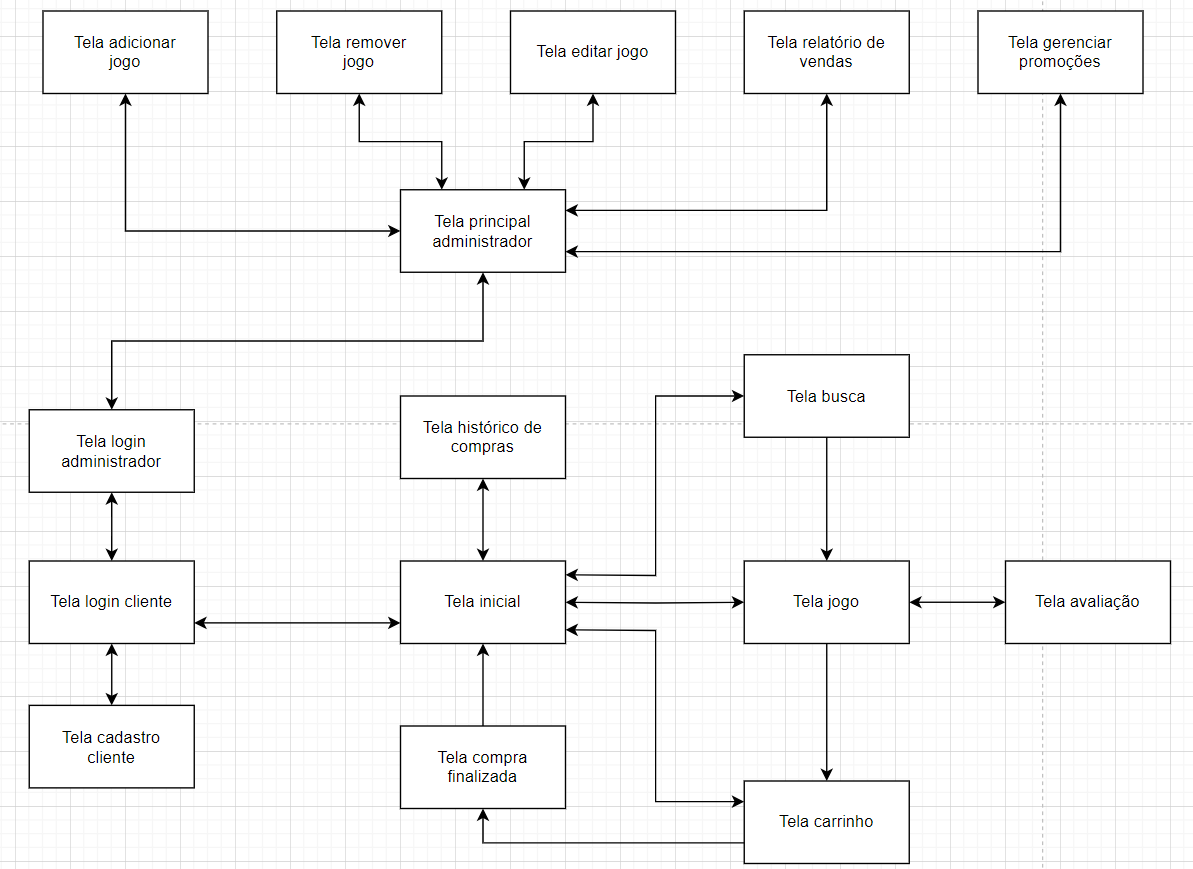 Tela adicionar
jogo
Tela remover
jogo
Tela editar jogo
Tela relatório de
vendas
Tela gerenciar
promoções
Tela principal
administrador
Tela busca
Tela histórico de
compras
Tela login
administrador
Tela login cliente
Tela inicial
Tela jogo
Tela avaliação
Tela cadastro
cliente
Tela compra
finalizada
Tela carrinho